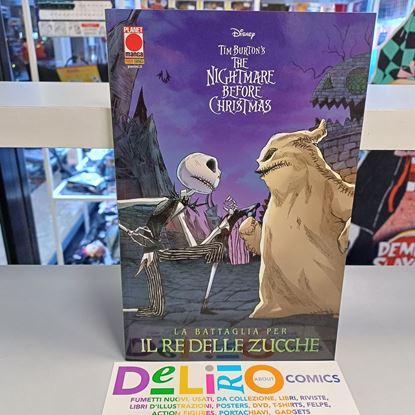 PLANET
manga
Disney
TIM BURTON'S
THE
NIGHTMARE
BEFORE
CHRISTMAS
LA BATTAGLIA PER
IL RE DELLE ZUCCHE
DELIRIO
ABOUT
COMICS
FUMETTI NUOVI, USATI, DA COLLEZIONE, LIBRI, RIVISTE,
LIBRI D'ILLUSTRAZIONI, POSTERS, DVD, T-SHIRTS, FELPE,
ACTION FIGURES, PORTACHIAVI, GADGETS